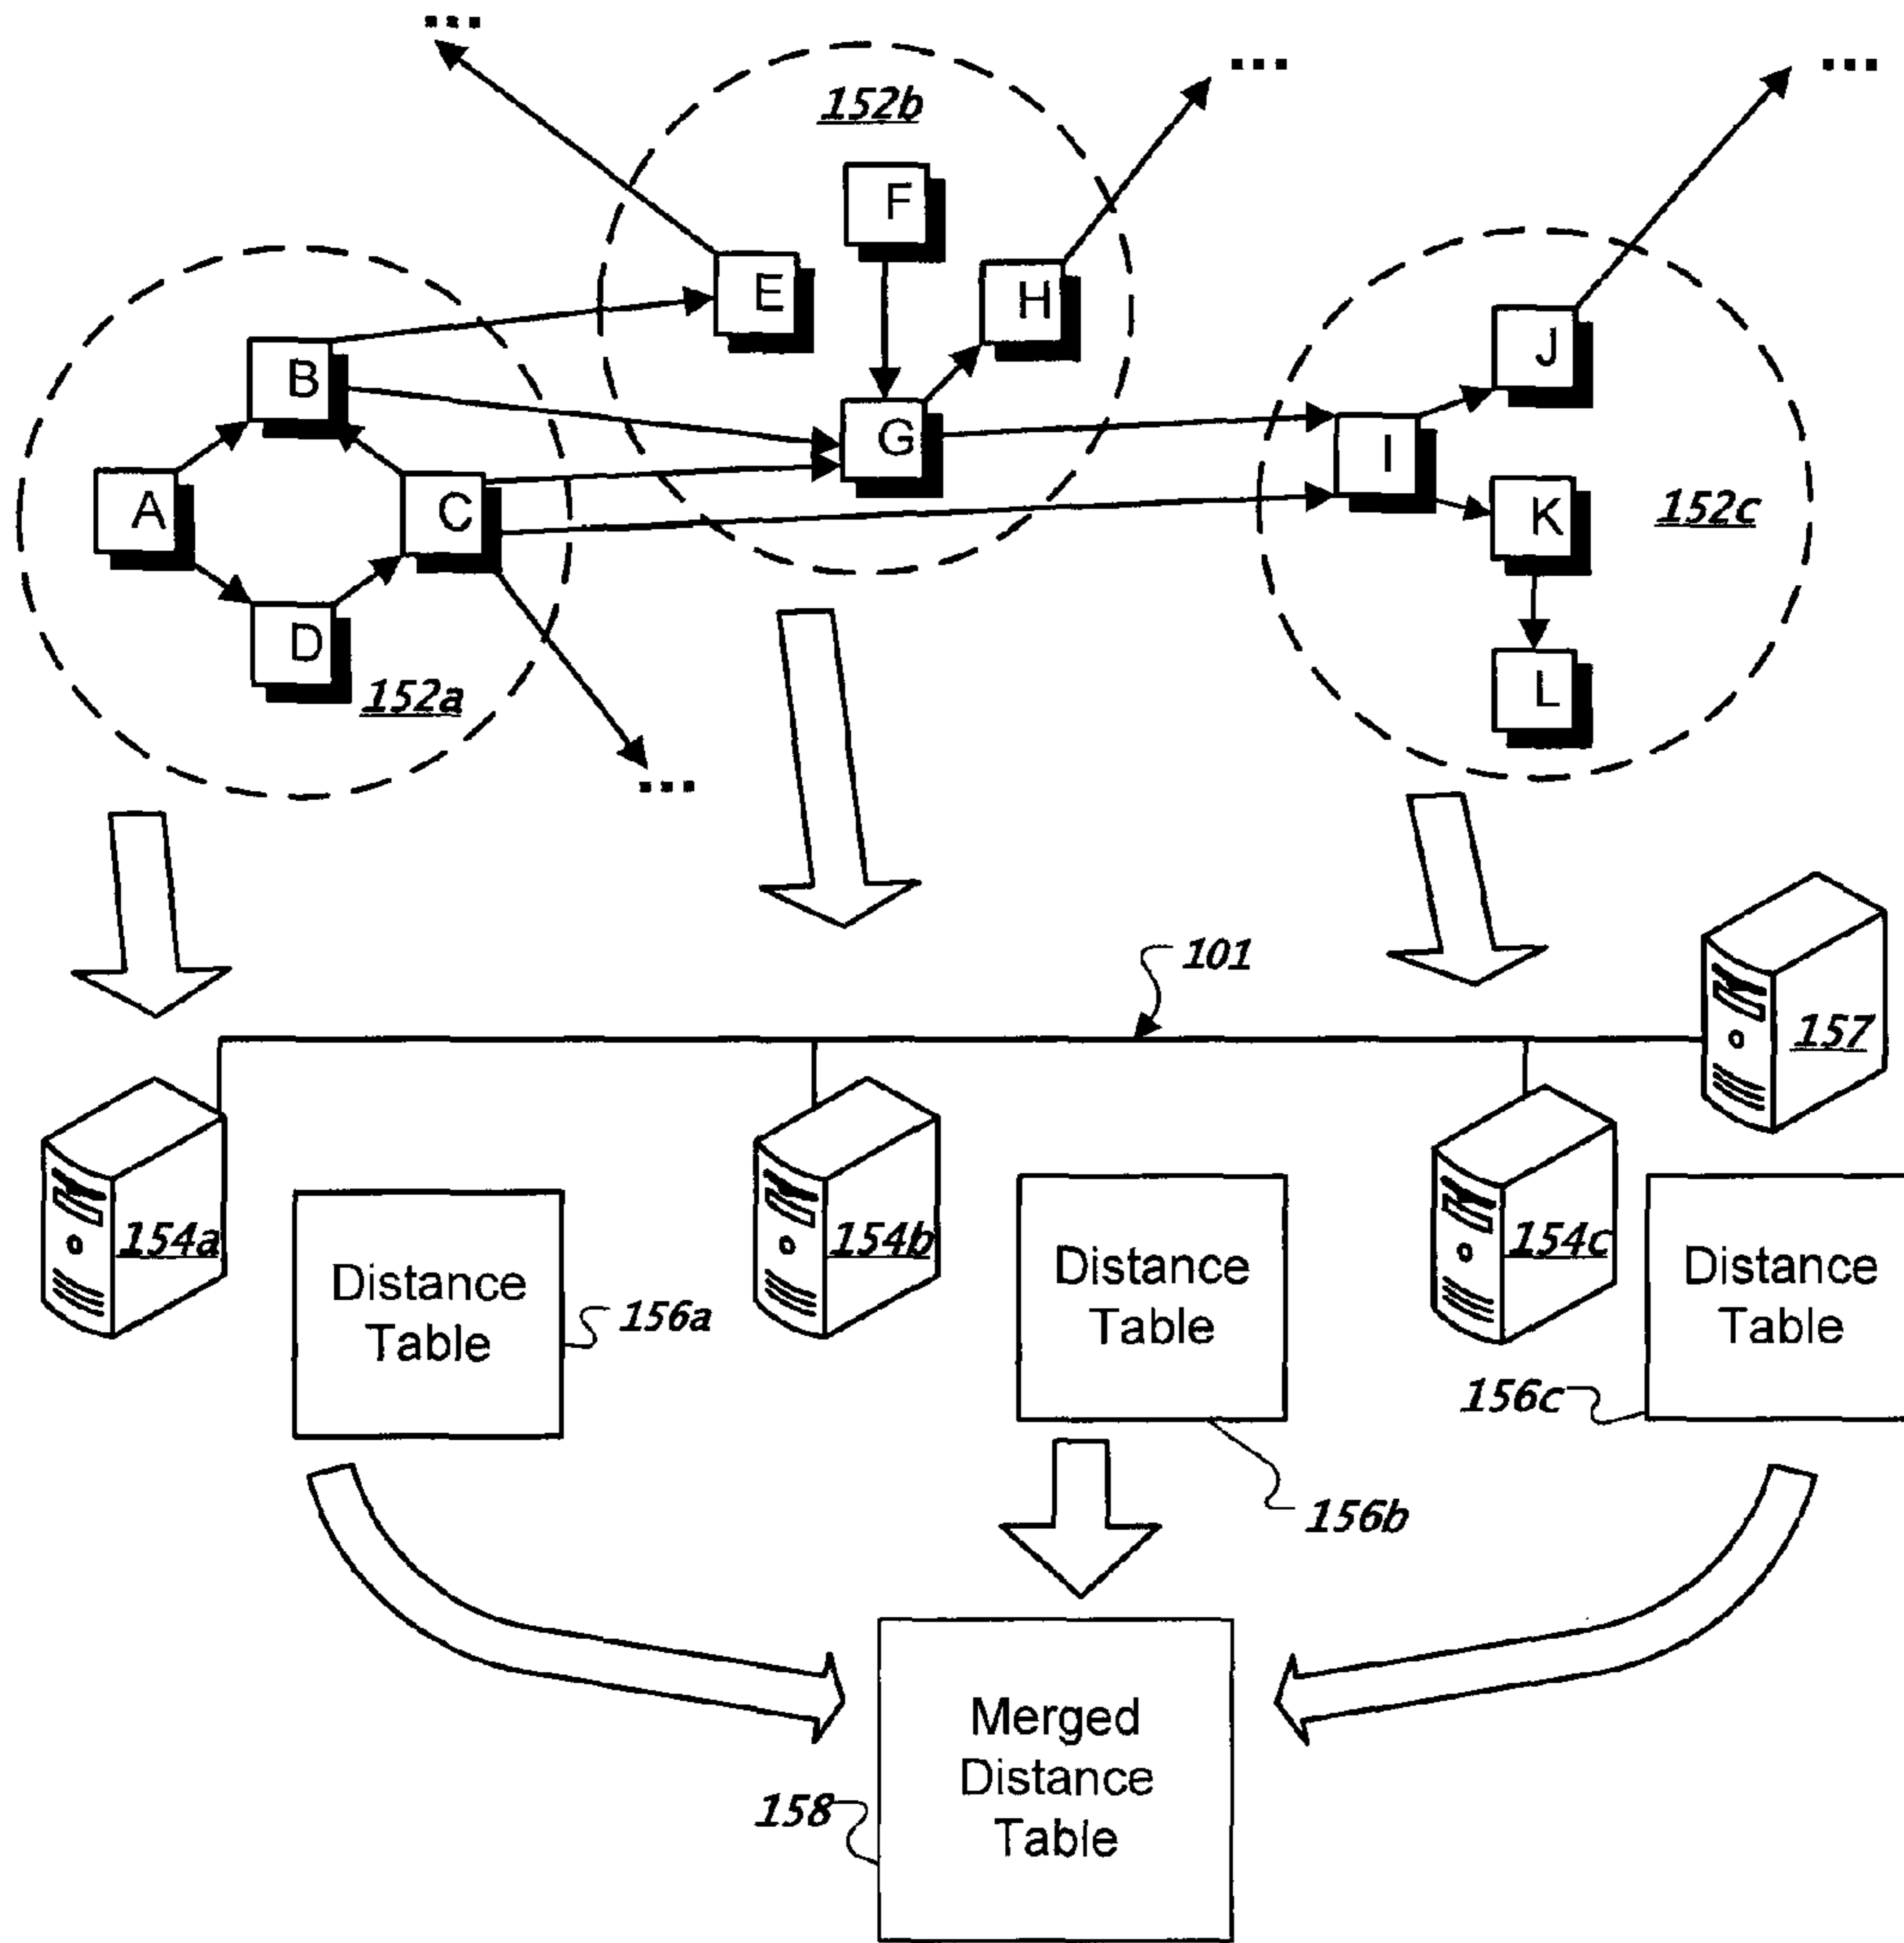 ...
...
...
152b
F
E
H
B
J
G
I
A
C
K
152c
D
L
152a
...
101
157
154a
154b
154c
Distance
Table
156a
Distance
Table
156b
Distance
Table
156c
Merged
Distance
Table
158